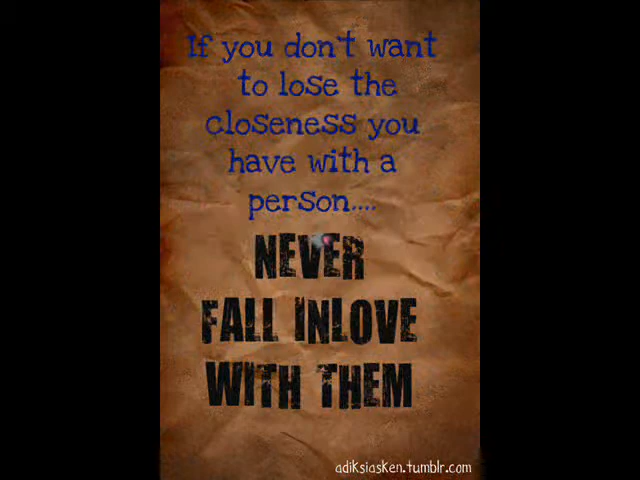 If you don't want
to lose the
closeness you
have with a
person....
NEVER
FALL INLOVE
WITH THEM
adiksiasken.tumblr.com